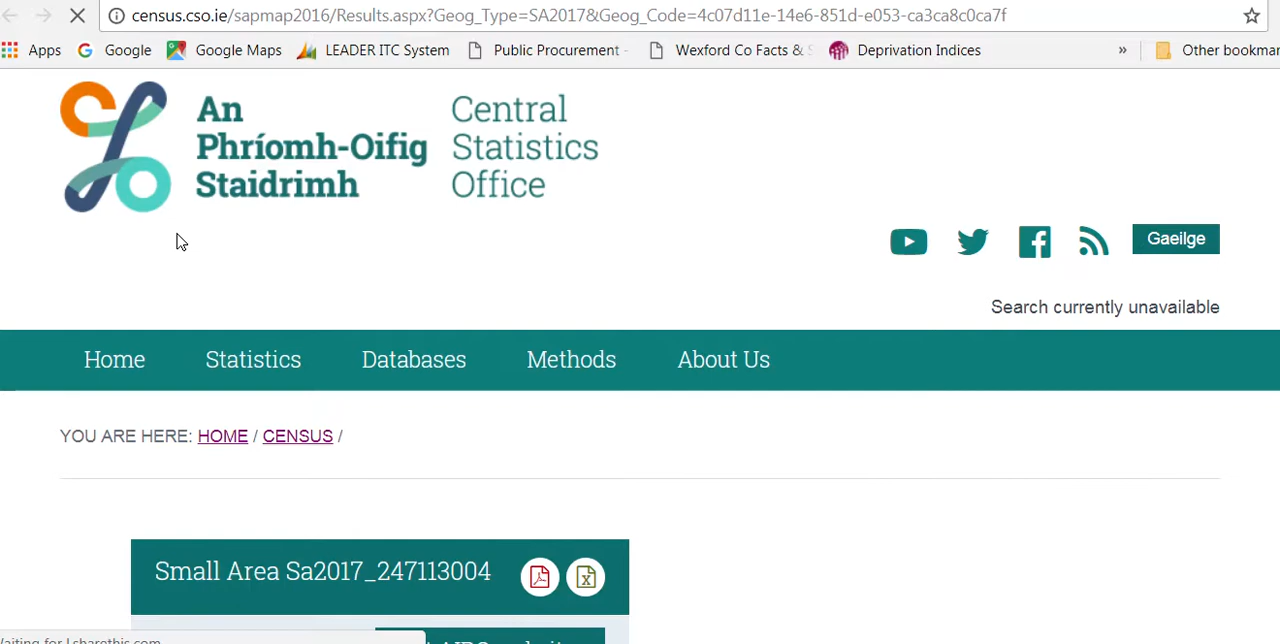 census.cso.ie/sapmap2016/Results.aspx?Geog_Type=SA2017&Geog_Code=4c07d11e-14e6-851d-e053-ca3ca8c0ca7f
Apps Google Google Maps LEADER ITC System Public Procurement - Wexford Co Facts & Deprivation Indices » Other bookmar
An Phríomh-Oifig Staidrimh
Central Statistics Office
Gaeilge
Search currently unavailable
Home Statistics Databases Methods About Us
YOU ARE HERE: HOME / CENSUS /
Small Area Sa2017_247113004